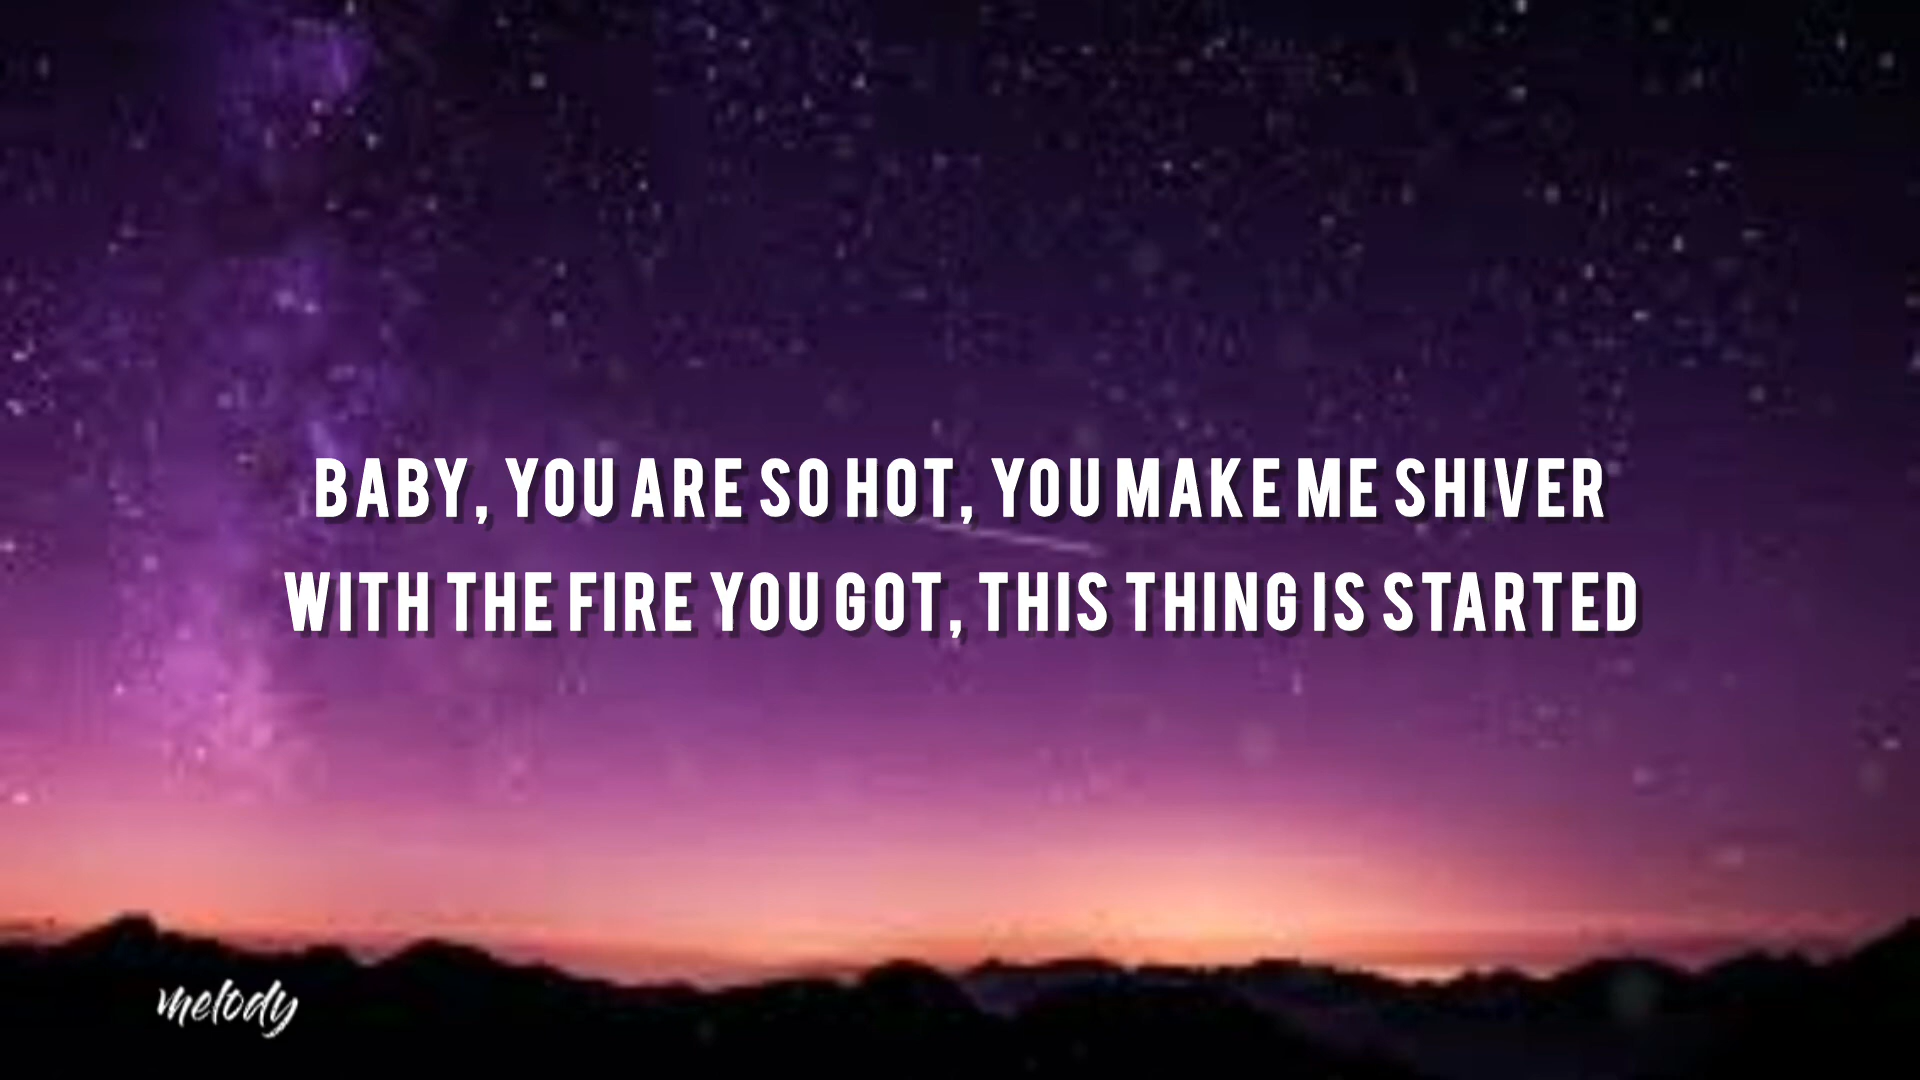 BABY, YOU ARE SO HOT, YOU MAKE ME SHIVER
WITH THE FIRE YOU GOT, THIS THING IS STARTED
melody